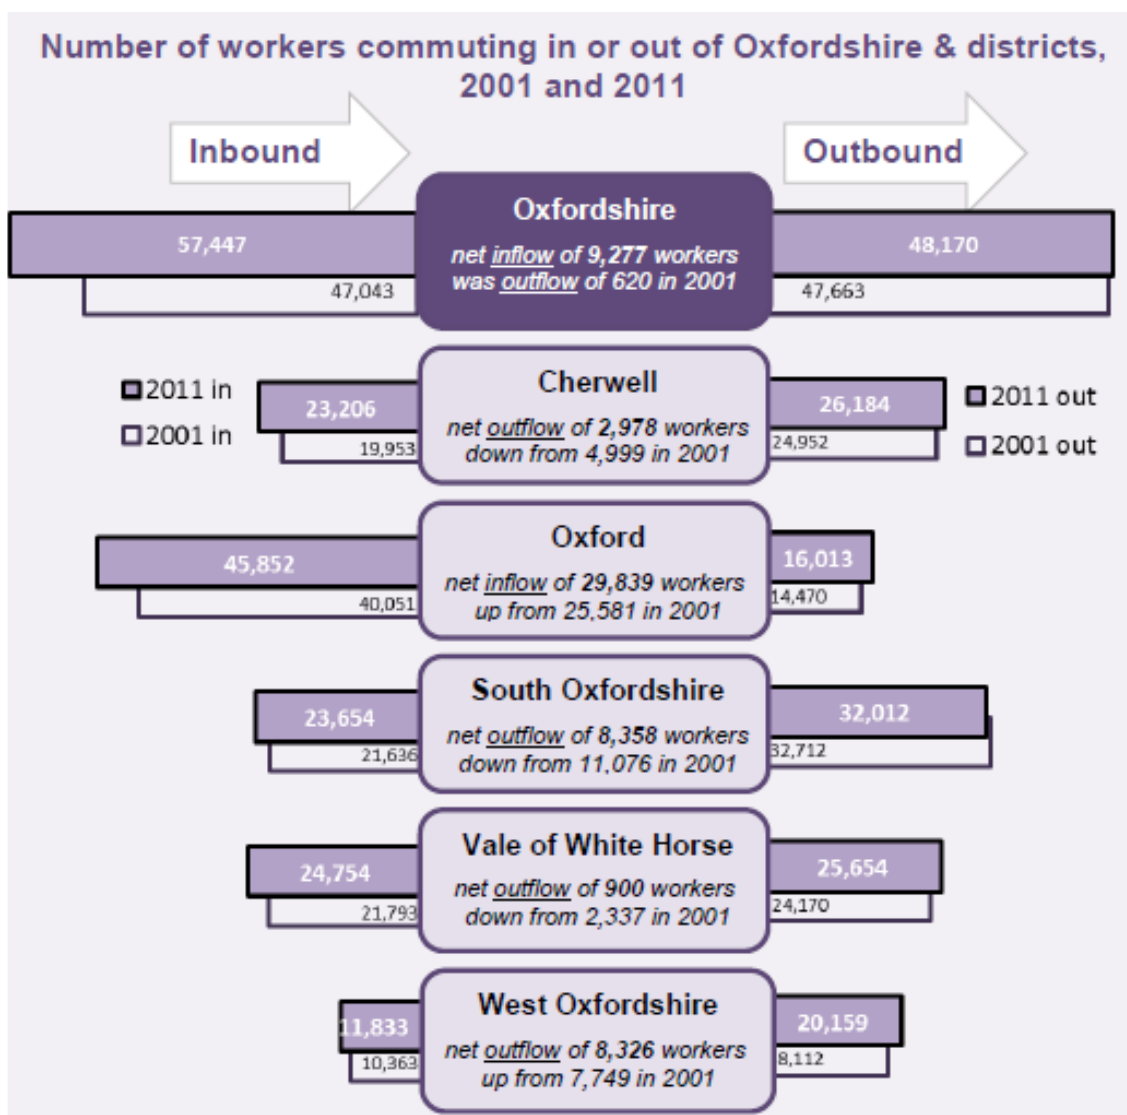 Number of workers commuting in or out of Oxfordshire & districts,
2001 and 2011
Inbound
Outbound
Oxfordshire
net inflow of 9,277 workers
was outflow of 620 in 2001
57,447
47,043
48,170
47,663
2011 in
2001 in
2011 out
2001 out
Cherwell
net outflow of 2,978 workers
down from 4,999 in 2001
23,206
19,953
26,184
24,952
Oxford
net inflow of 29,839 workers
up from 25,581 in 2001
45,852
40,051
16,013
14,470
South Oxfordshire
net outflow of 8,358 workers
down from 11,076 in 2001
23,654
21,636
32,012
32,712
Vale of White Horse
net outflow of 900 workers
down from 2,337 in 2001
24,754
21,793
25,654
24,170
West Oxfordshire
net outflow of 8,326 workers
up from 7,749 in 2001
11,833
10,363
20,159
8,112